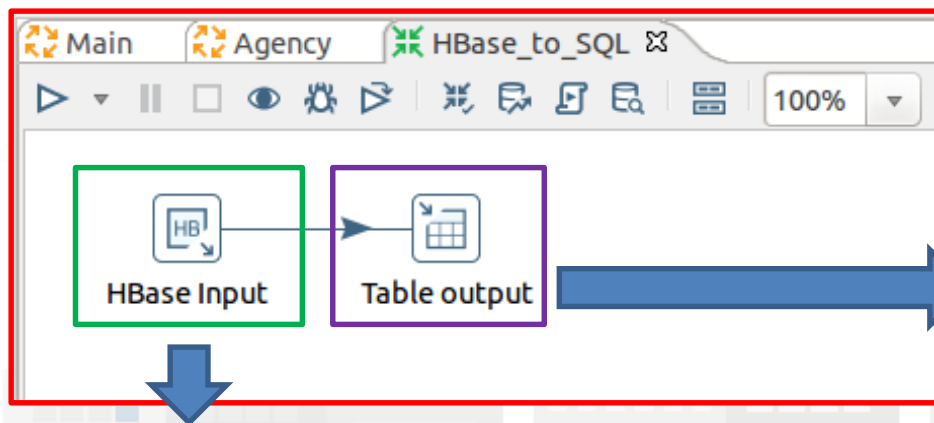 Main Agency HBase_to_SQL
100%
HB
HBase Input Table output